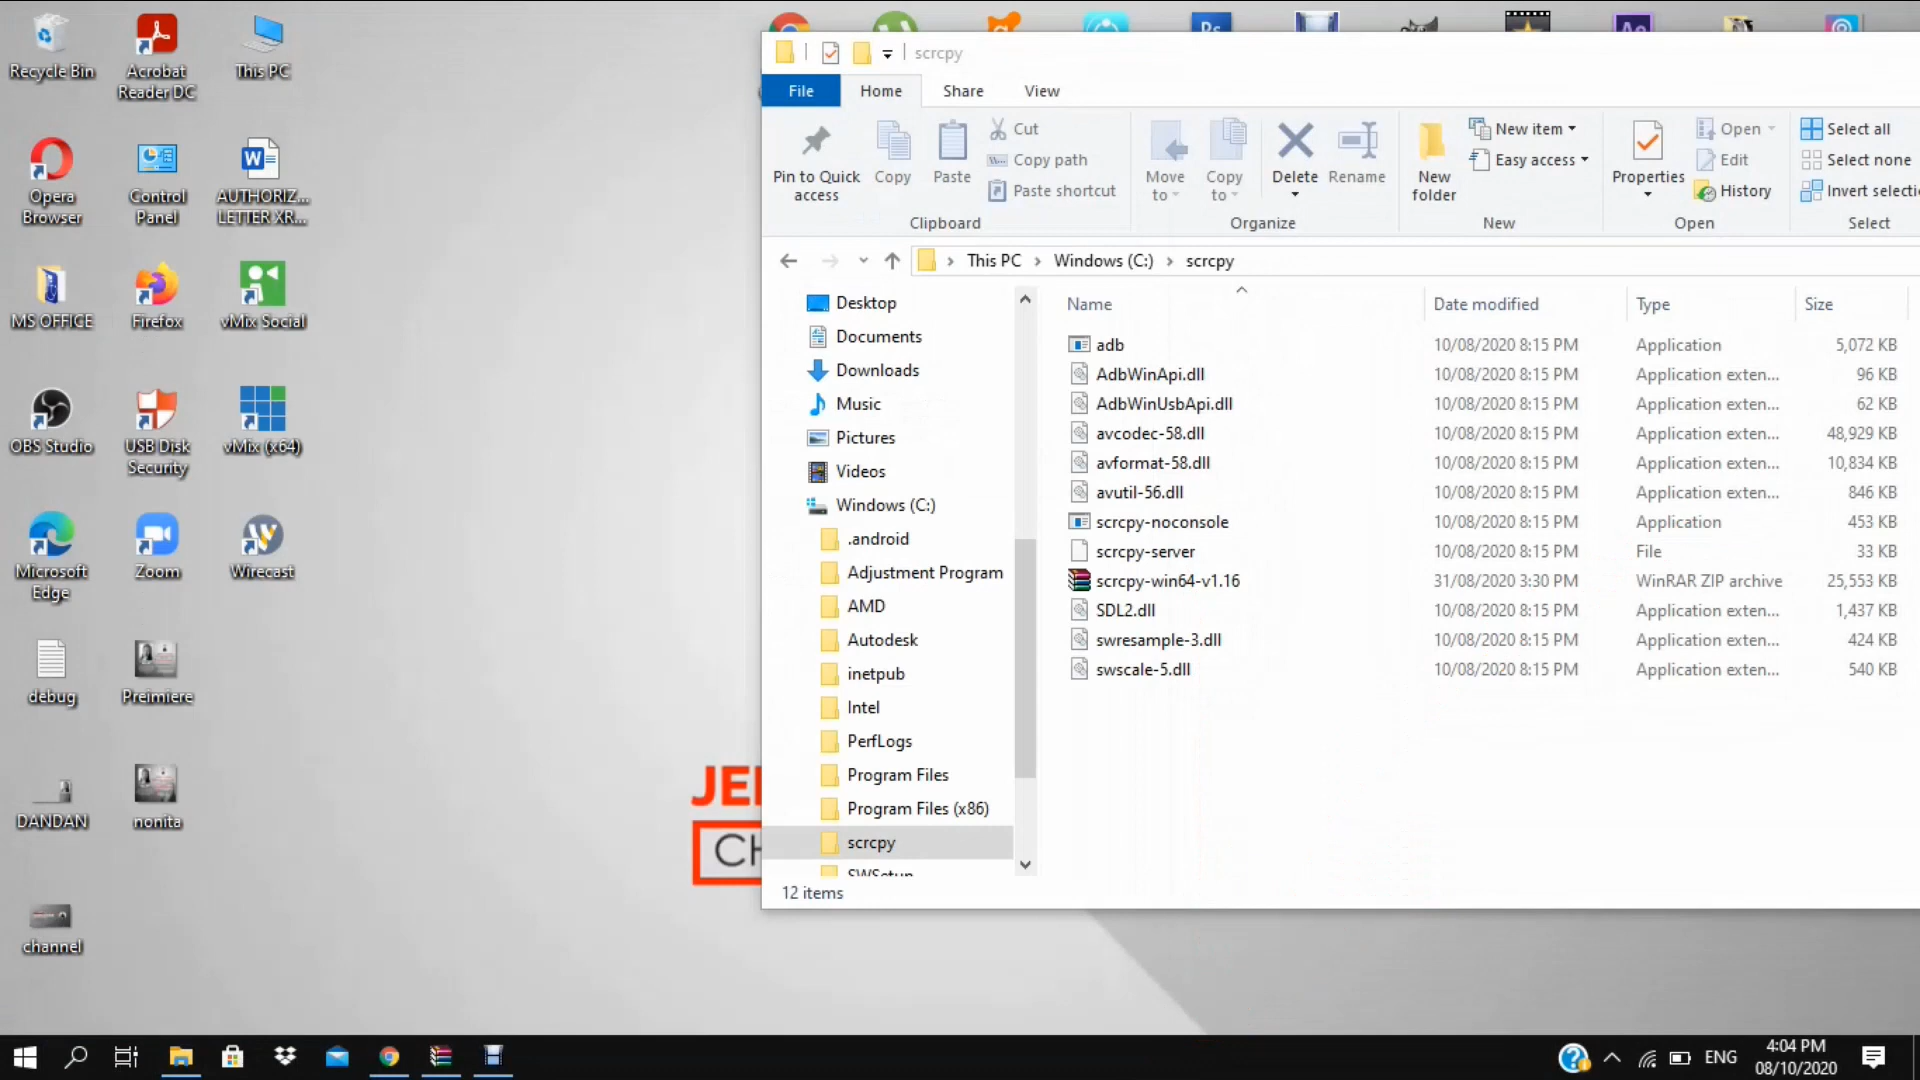 Recycle Bin
Acrobat
Reader DC
This PC
Opera
Browser
Control
Panel
AUTHORIZ...
LETTER XR...
MS OFFICE
Firefox
vMix Social
OBS Studio
USB Disk
Security
vMix (x64)
Microsoft
Edge
Zoom
Wirecast
debug
Preimiere
DANDAN
nonita
channel
Ps
Ae
scrcpy
File
Home
Share
View
Pin to Quick
access
Copy
Paste
Cut
Copy path
Paste shortcut
Clipboard
Move
to
Copy
to
Delete
Rename
Organize
New
folder
New item
Easy access
New
Properties
Open
Edit
History
Open
Select all
Select none
Invert selecti
Select
This PC > Windows (C:) > scrcpy
Desktop
Documents
Downloads
Music
Pictures
Videos
Windows (C:)
.android
Adjustment Program
AMD
Autodesk
inetpub
Intel
PerfLogs
Program Files
Program Files (x86)
scrcpy
SWSetup
Name Date modified Type Size
adb 10/08/2020 8:15 PM Application 5,072 KB
AdbWinApi.dll 10/08/2020 8:15 PM Application exten... 96 KB
AdbWinUsbApi.dll 10/08/2020 8:15 PM Application exten... 62 KB
avcodec-58.dll 10/08/2020 8:15 PM Application exten... 48,929 KB
avformat-58.dll 10/08/2020 8:15 PM Application exten... 10,834 KB
avutil-56.dll 10/08/2020 8:15 PM Application exten... 846 KB
scrcpy-noconsole 10/08/2020 8:15 PM Application 453 KB
scrcpy-server 10/08/2020 8:15 PM File 33 KB
scrcpy-win64-v1.16 31/08/2020 3:30 PM WinRAR ZIP archive 25,553 KB
SDL2.dll 10/08/2020 8:15 PM Application exten... 1,437 KB
swresample-3.dll 10/08/2020 8:15 PM Application exten... 424 KB
swscale-5.dll 10/08/2020 8:15 PM Application exten... 540 KB
12 items
JE
CH
ENG
4:04 PM
08/10/2020